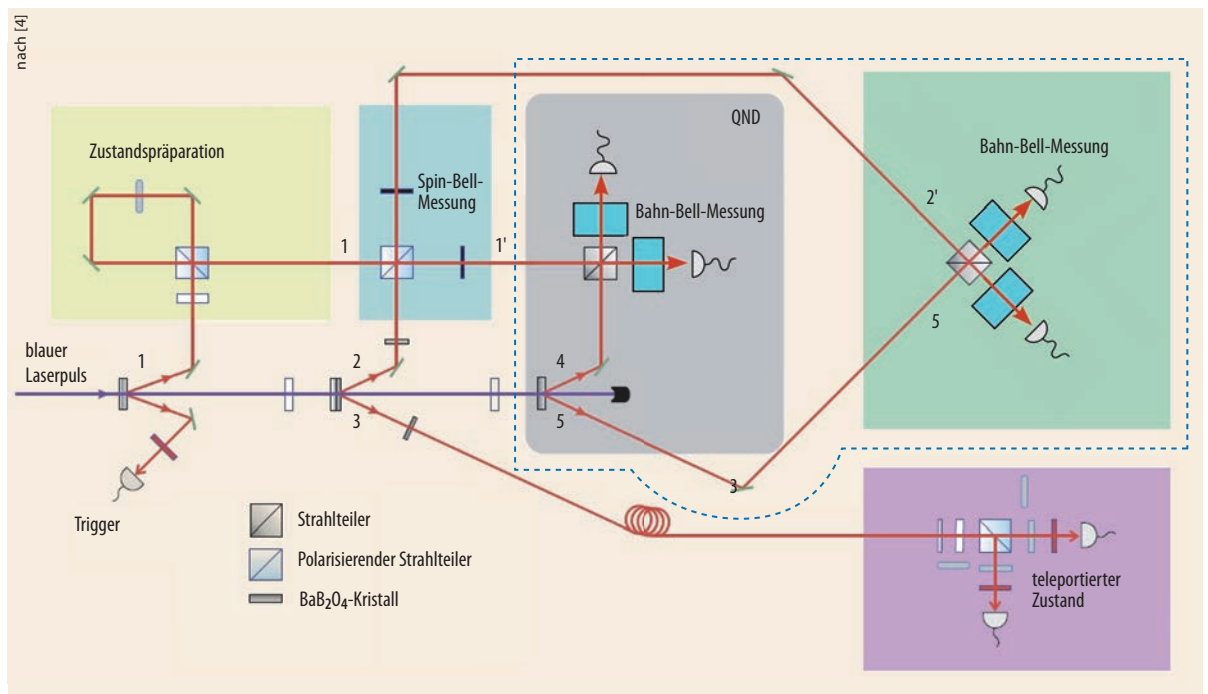 nach [4]
QND
Zustandspräparation
Bahn-Bell-Messung
Spin-Bell-
Messung
Bahn-Bell-Messung
2'
1
1'
5
blauer
Laserpuls
1
2
4
3
5
3
Trigger
Strahlteiler
Polarisierender Strahlteiler
BaB₂O₄-Kristall
teleportierter
Zustand